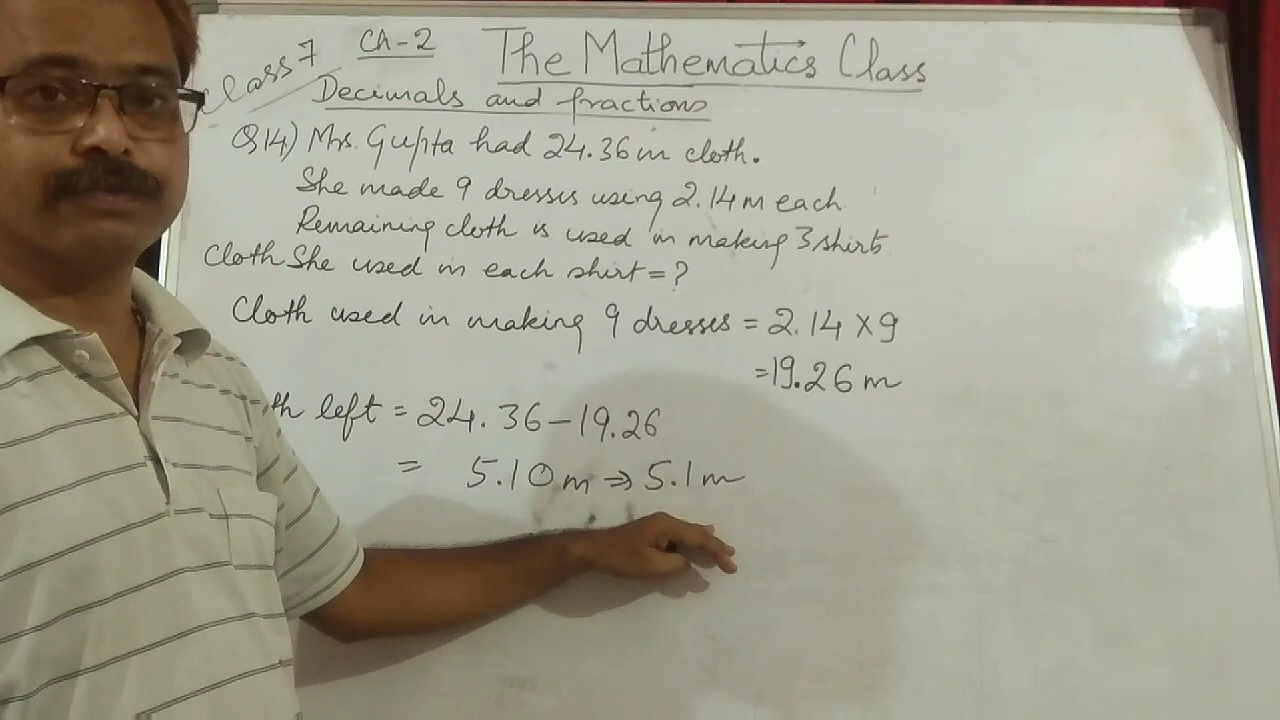 Class 7 Ch-2 The Mathematics Class
Decimals and fractions
Q14) Mrs. Gupta had 24.36 m cloth.
She made 9 dresses using 2.14 m each
Remaining cloth is used in making 3 shirts
Cloth She used in each shirt = ?
Cloth used in making 9 dresses = 2.14 × 9
= 19.26 m
th left = 24.36 - 19.26
= 5.10 m ⇒ 5.1 m